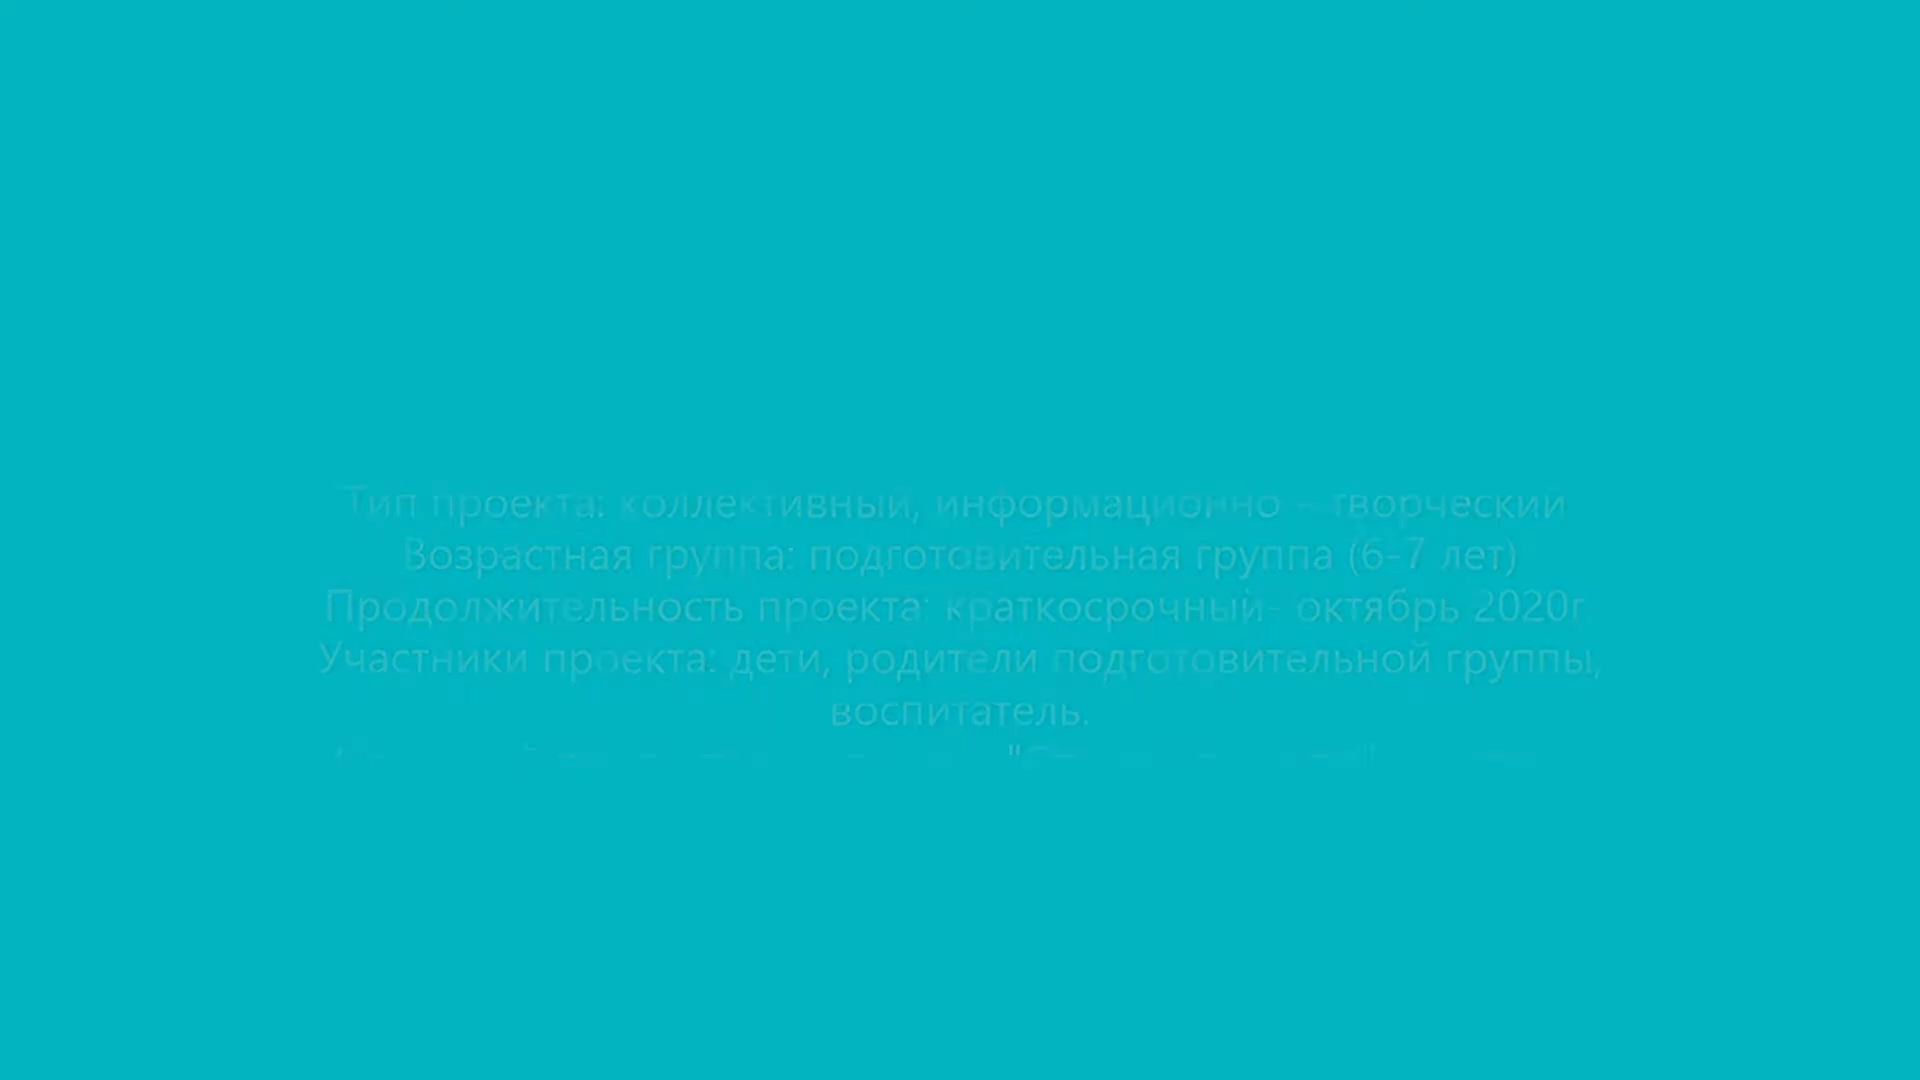 Тип проекта: коллективный, информационно - творческий
Возрастная группа: подготовительная группа (6-7 лет)
Продолжительность проекта: краткосрочный- октябрь 2020г
Участники проекта: дети, родители подготовительной группы,
воспитатель.